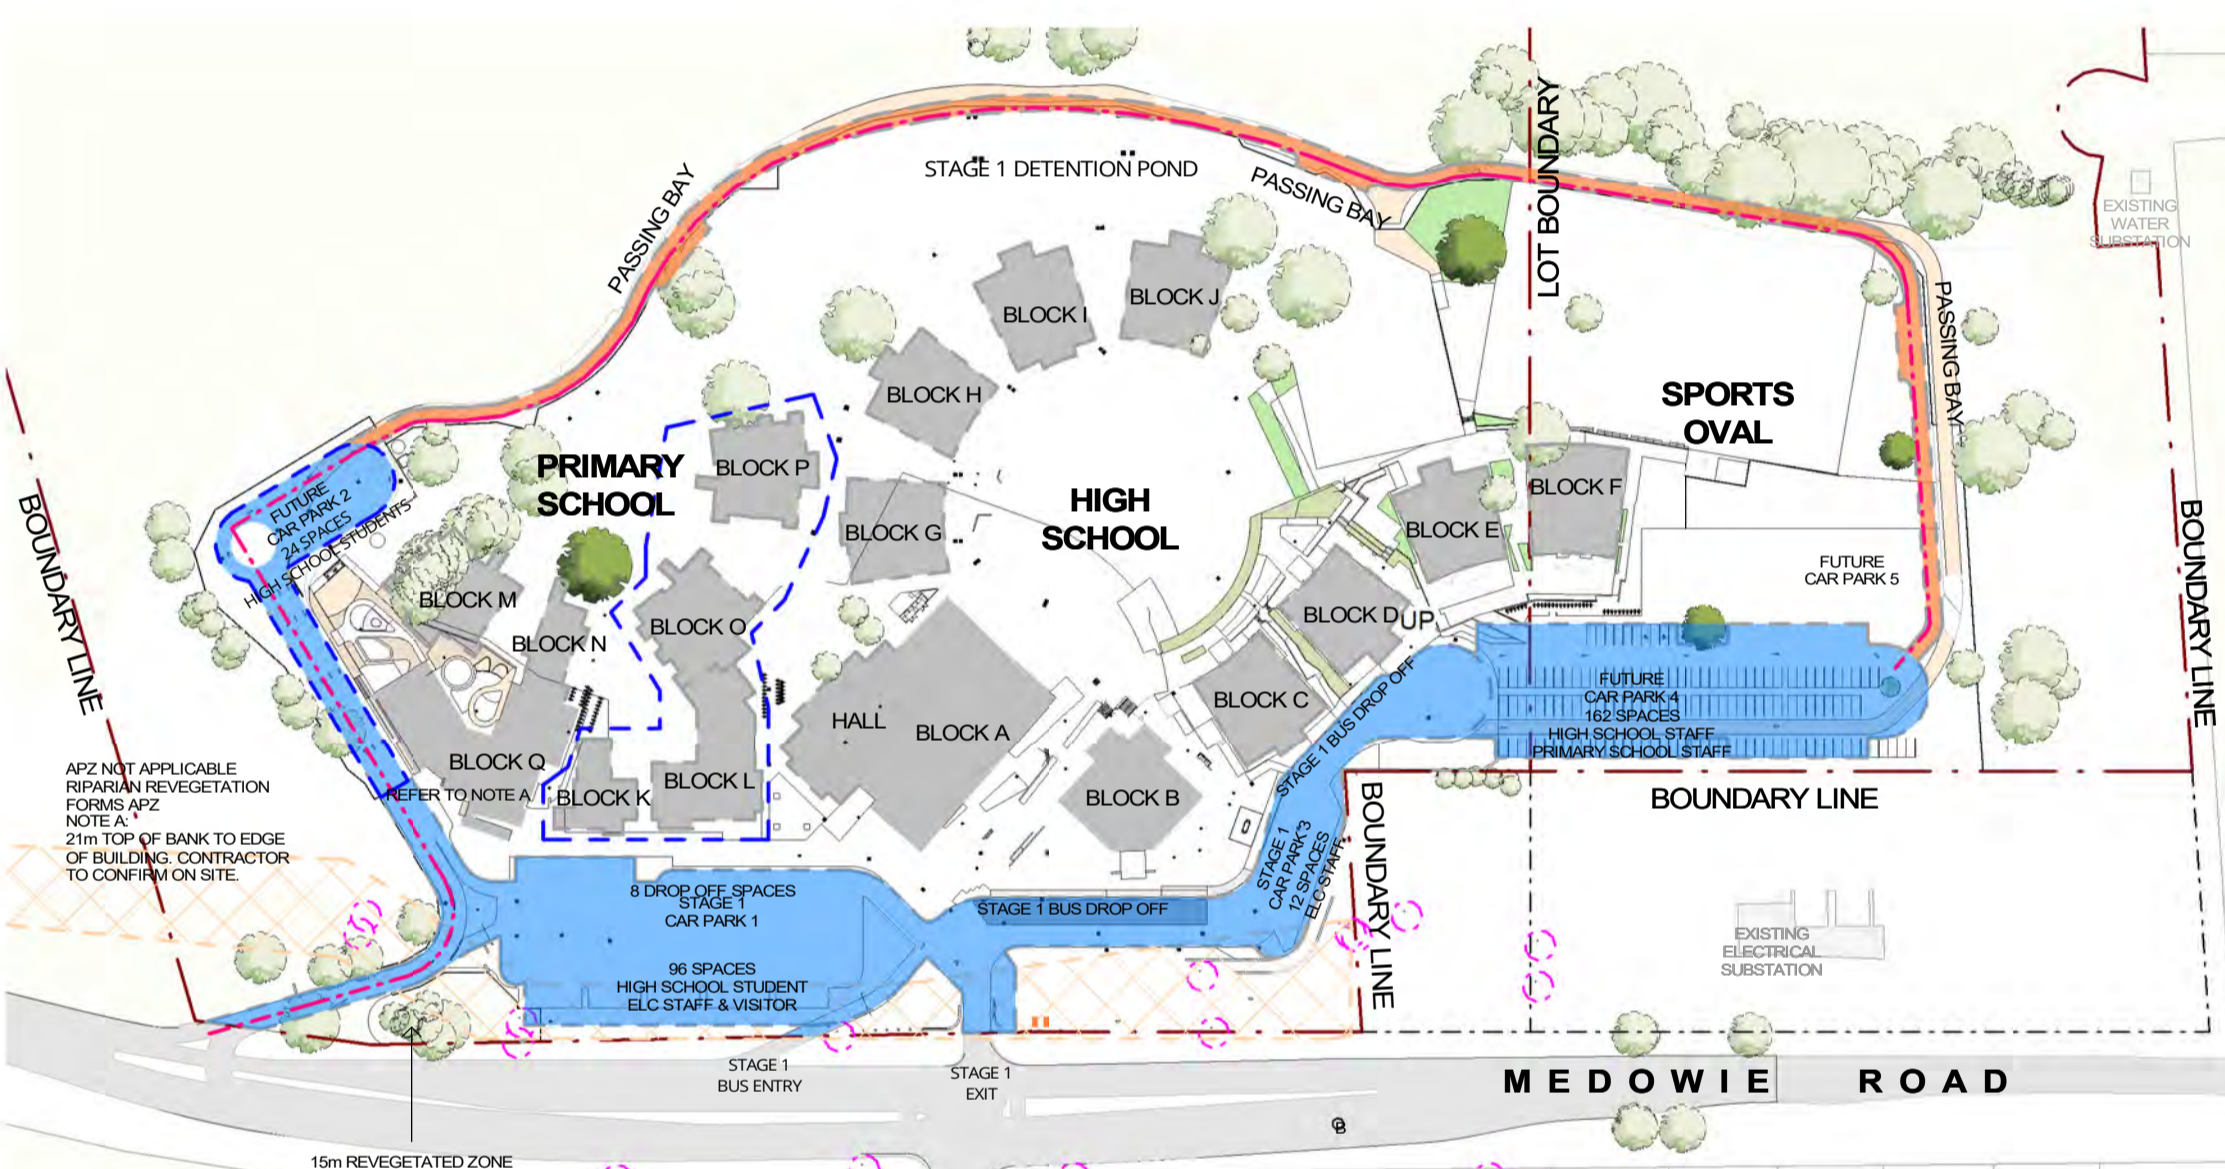 LOT BOUNDARY
STAGE 1 DETENTION POND
PASSING BAY
PASSING BAY
EXISTING
WATER
SUBSTATION
BLOCK I
BLOCK J
PASSING BAY
BLOCK H
SPORTS
OVAL
PRIMARY
SCHOOL
BLOCK P
HIGH
SCHOOL
BLOCK G
BLOCK E
BLOCK F
FUTURE
CAR PARK 2
24 SPACES
HIGH SCHOOL STUDENTS
BOUNDARY LINE
BOUNDARY LINE
FUTURE
CAR PARK 5
BLOCK M
BLOCK N
BLOCK O
BLOCK D
UP
BLOCK C
HALL
BLOCK A
STAGE 1 BUS DROP OFF
FUTURE
CAR PARK 4
162 SPACES
HIGH SCHOOL STAFF
PRIMARY SCHOOL STAFF
BLOCK Q
REFER TO NOTE A
BLOCK K
BLOCK L
BLOCK B
BOUNDARY LINE
BOUNDARY LINE
APZ NOT APPLICABLE
RIPARIAN REVEGETATION
FORMS APZ
NOTE A:
21m TOP OF BANK TO EDGE
OF BUILDING. CONTRACTOR
TO CONFIRM ON SITE.
STAGE 1
CAR PARK 3
12 SPACES
ELC STAFF
8 DROP OFF SPACES
STAGE 1
CAR PARK 1
STAGE 1 BUS DROP OFF
96 SPACES
HIGH SCHOOL STUDENT
ELC STAFF & VISITOR
EXISTING
ELECTRICAL
SUBSTATION
STAGE 1
BUS ENTRY
STAGE 1
EXIT
MEDOWIE ROAD
15m REVEGETATED ZONE